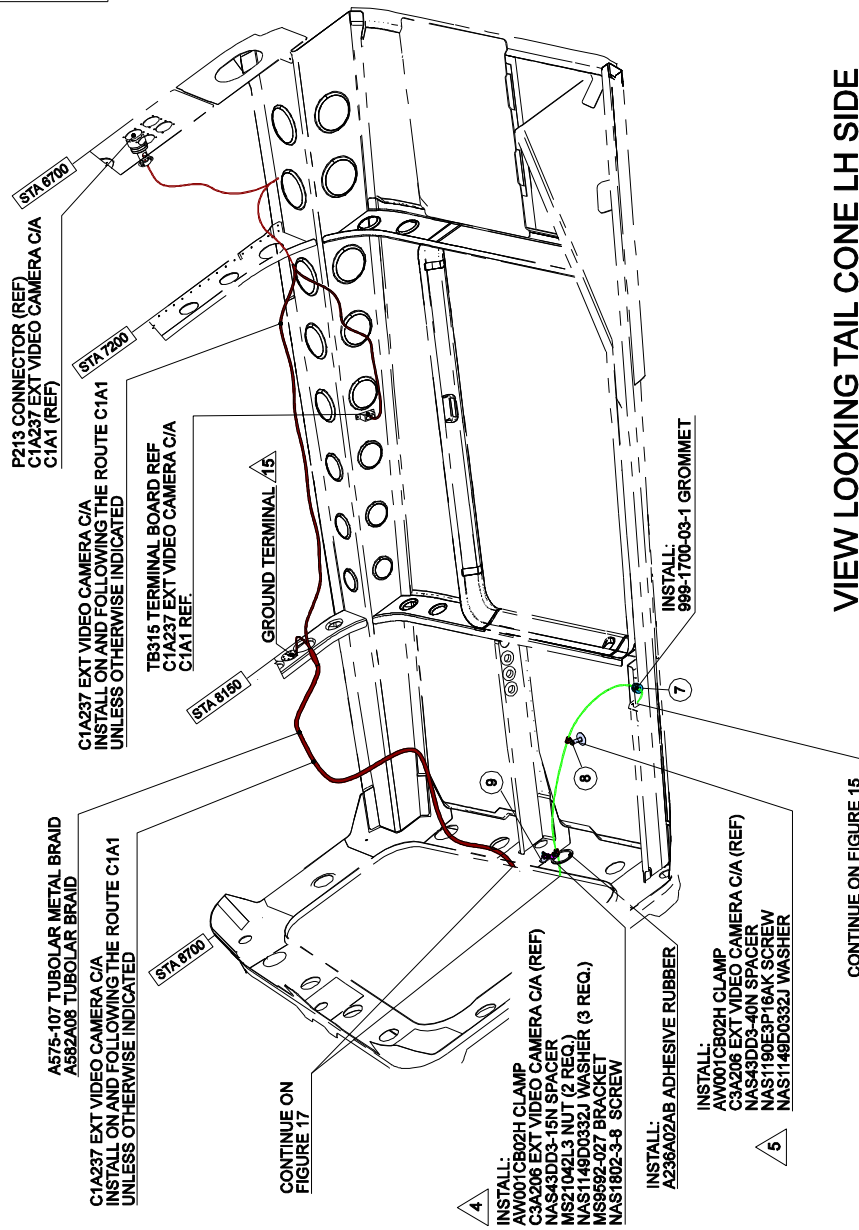 P213 CONNECTOR (REF)
C1A237 EXT VIDEO CAMERA C/A
C1A1 (REF)
STA 6700
STA 7200
C1A237 EXT VIDEO CAMERA C/A
INSTALL ON AND FOLLOWING THE ROUTE C1A1
UNLESS OTHERWISE INDICATED
TB315 TERMINAL BOARD REF
C1A237 EXT VIDEO CAMERA C/A
C1A1 REF.
GROUND TERMINAL
15
STA 8150
A575-107 TUBOLAR METAL BRAID
A582A08 TUBOLAR BRAID
C1A237 EXT VIDEO CAMERA C/A
INSTALL ON AND FOLLOWING THE ROUTE C1A1
UNLESS OTHERWISE INDICATED
STA 8700
CONTINUE ON
FIGURE 17
9
8
7
INSTALL:
999-1700-03-1 GROMMET
4
INSTALL:
AW001CB02H CLAMP
C3A206 EXT VIDEO CAMERA C/A (REF)
NAS43DD3-15N SPACER
MS21042L3 NUT (2 REQ.)
NAS1149D0332J WASHER (3 REQ.)
MS9592-027 BRACKET
NAS1802-3-8 SCREW
INSTALL:
A236A02AB ADHESIVE RUBBER
5
INSTALL:
AW001CB02H CLAMP
C3A206 EXT VIDEO CAMERA C/A (REF)
NAS43DD3-40N SPACER
NAS1190E3P16AK SCREW
NAS1149D0332J WASHER
CONTINUE ON FIGURE 15
VIEW LOOKING TAIL CONE LH SIDE